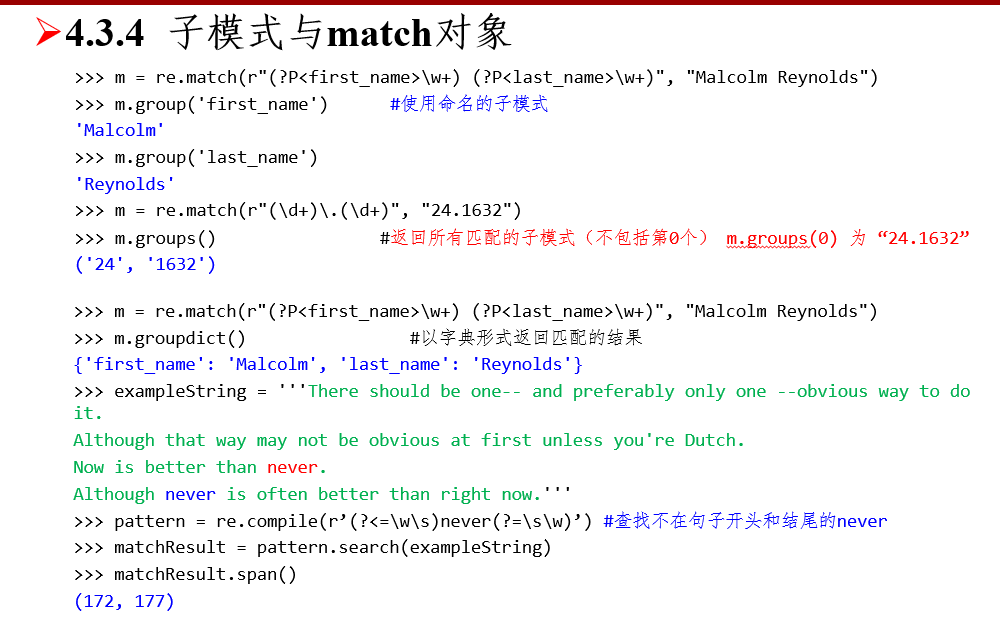 ➢4.3.4 子模式与match对象
>>> m = re.match(r"(?P<first_name>\w+) (?P<last_name>\w+)", "Malcolm Reynolds")
>>> m.group('first_name') #使用命名的子模式
'Malcolm'
>>> m.group('last_name')
'Reynolds'
>>> m = re.match(r"(\d+)\.(\d+)", "24.1632")
>>> m.groups() #返回所有匹配的子模式（不包括第0个） m.groups(0) 为 “24.1632”
('24', '1632')
>>> m = re.match(r"(?P<first_name>\w+) (?P<last_name>\w+)", "Malcolm Reynolds")
>>> m.groupdict() #以字典形式返回匹配的结果
{'first_name': 'Malcolm', 'last_name': 'Reynolds'}
>>> exampleString = '''There should be one-- and preferably only one --obvious way to do
it.
Although that way may not be obvious at first unless you're Dutch.
Now is better than never.
Although never is often better than right now.'''
>>> pattern = re.compile(r’(?<=\w\s)never(?=\s\w)’) #查找不在句子开头和结尾的never
>>> matchResult = pattern.search(exampleString)
>>> matchResult.span()
(172, 177)